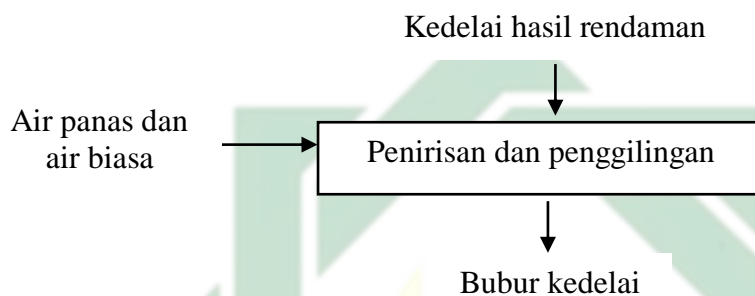 Kedelai hasil rendaman
Air panas dan
air biasa
Penirisan dan penggilingan
Bubur kedelai